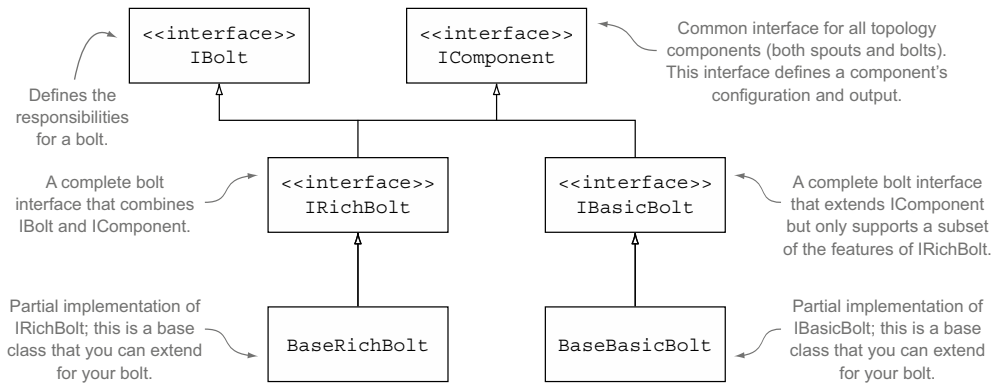 <<interface>>
IBolt
<<interface>>
IComponent
Common interface for all topology
components (both spouts and bolts).
This interface defines a component's
configuration and output.
Defines the
responsibilities
for a bolt.
A complete bolt
interface that combines
IBolt and IComponent.
<<interface>>
IRichBolt
<<interface>>
IBasicBolt
A complete bolt interface
that extends IComponent
but only supports a subset
of the features of IRichBolt.
Partial implementation of
IRichBolt; this is a base
class that you can extend
for your bolt.
BaseRichBolt
BaseBasicBolt
Partial implementation of
IBasicBolt; this is a base
class that you can extend
for your bolt.